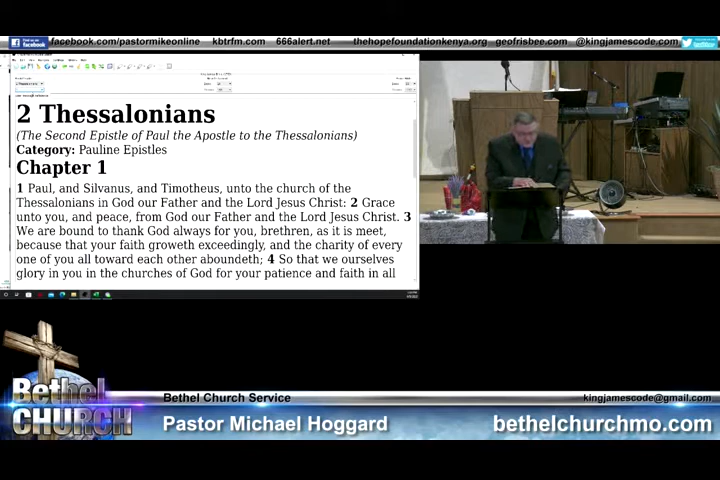 facebook.com/pastormikeonline kbtrfm.com 666alert.net thehopefoundationkenya.org geofrisbee.com @kingjamescode.com
2 Thessalonians
(The Second Epistle of Paul the Apostle to the Thessalonians)
Category: Pauline Epistles
Chapter 1
1 Paul, and Silvanus, and Timotheus, unto the church of the
Thessalonians in God our Father and the Lord Jesus Christ: 2 Grace
unto you, and peace, from God our Father and the Lord Jesus Christ. 3
We are bound to thank God always for you, brethren, as it is meet,
because that your faith groweth exceedingly, and the charity of every
one of you all toward each other aboundeth; 4 So that we ourselves
glory in you in the churches of God for your patience and faith in all
Bethel
CHURCH
Bethel Church Service
kingjamescode@gmail.com
Pastor Michael Hoggard
bethelchurchmo.com